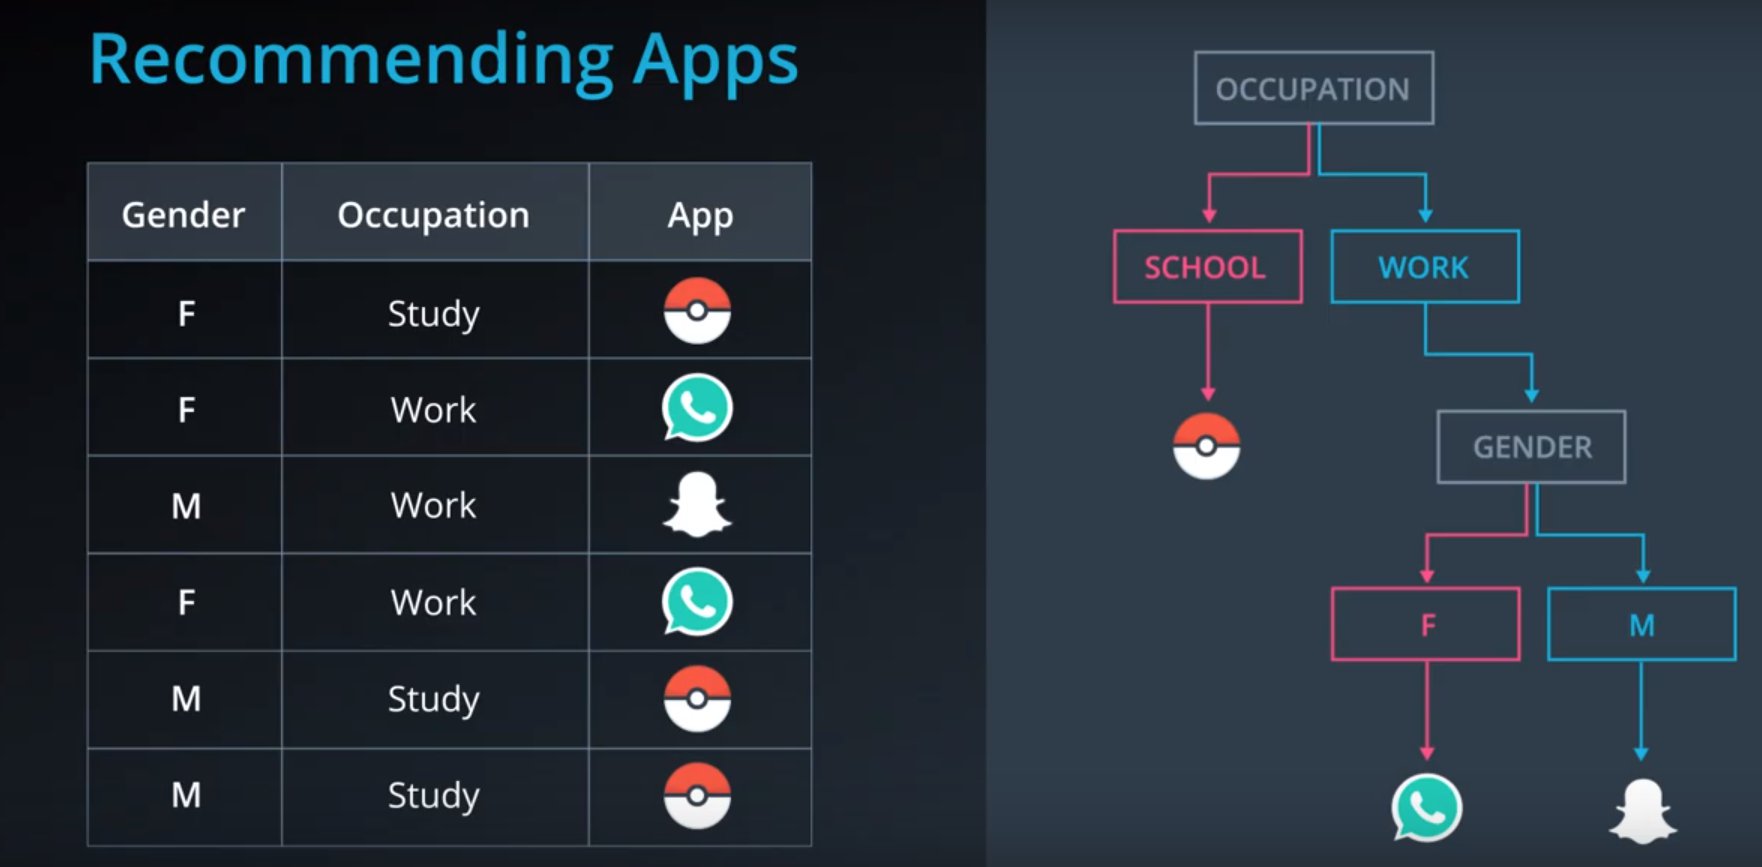 Recommending Apps
Gender Occupation App
F Study
F Work
M Work
F Work
M Study
M Study
OCCUPATION
SCHOOL WORK
GENDER
F M